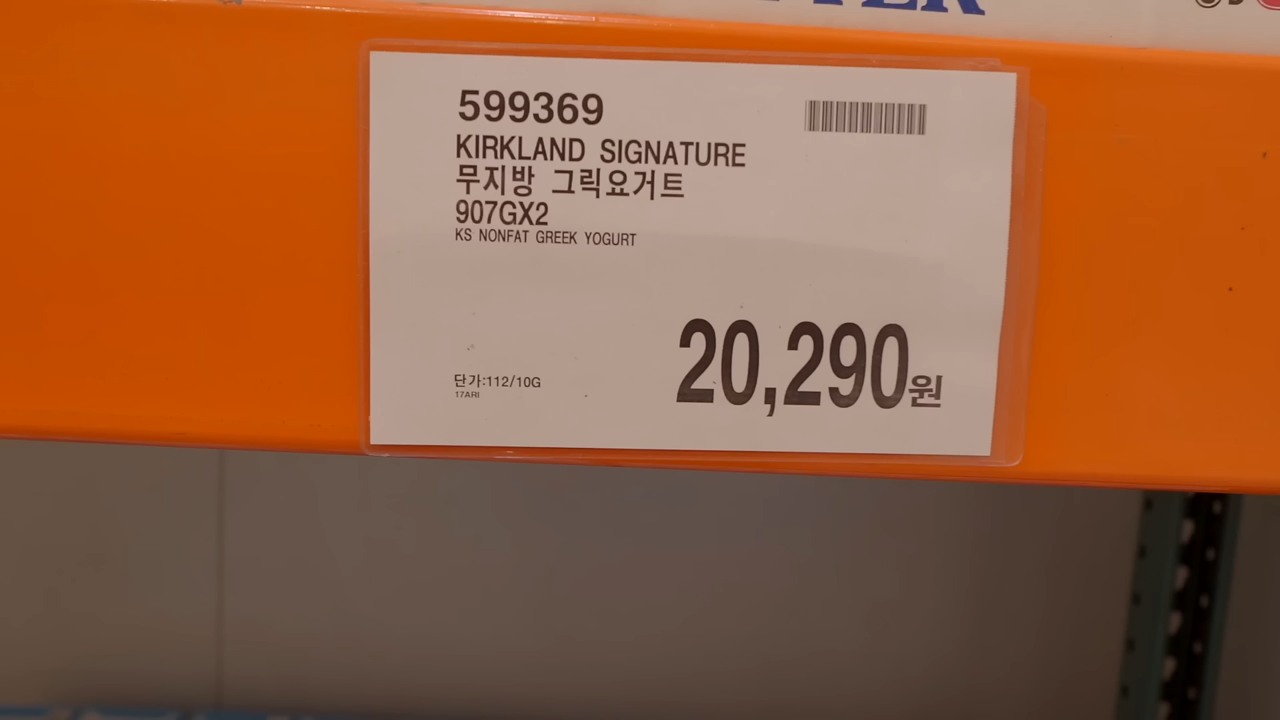 599369
KIRKLAND SIGNATURE
무지방 그릭요거트
907GX2
KS NONFAT GREEK YOGURT
20,290원
단가:112/10G
17ARI